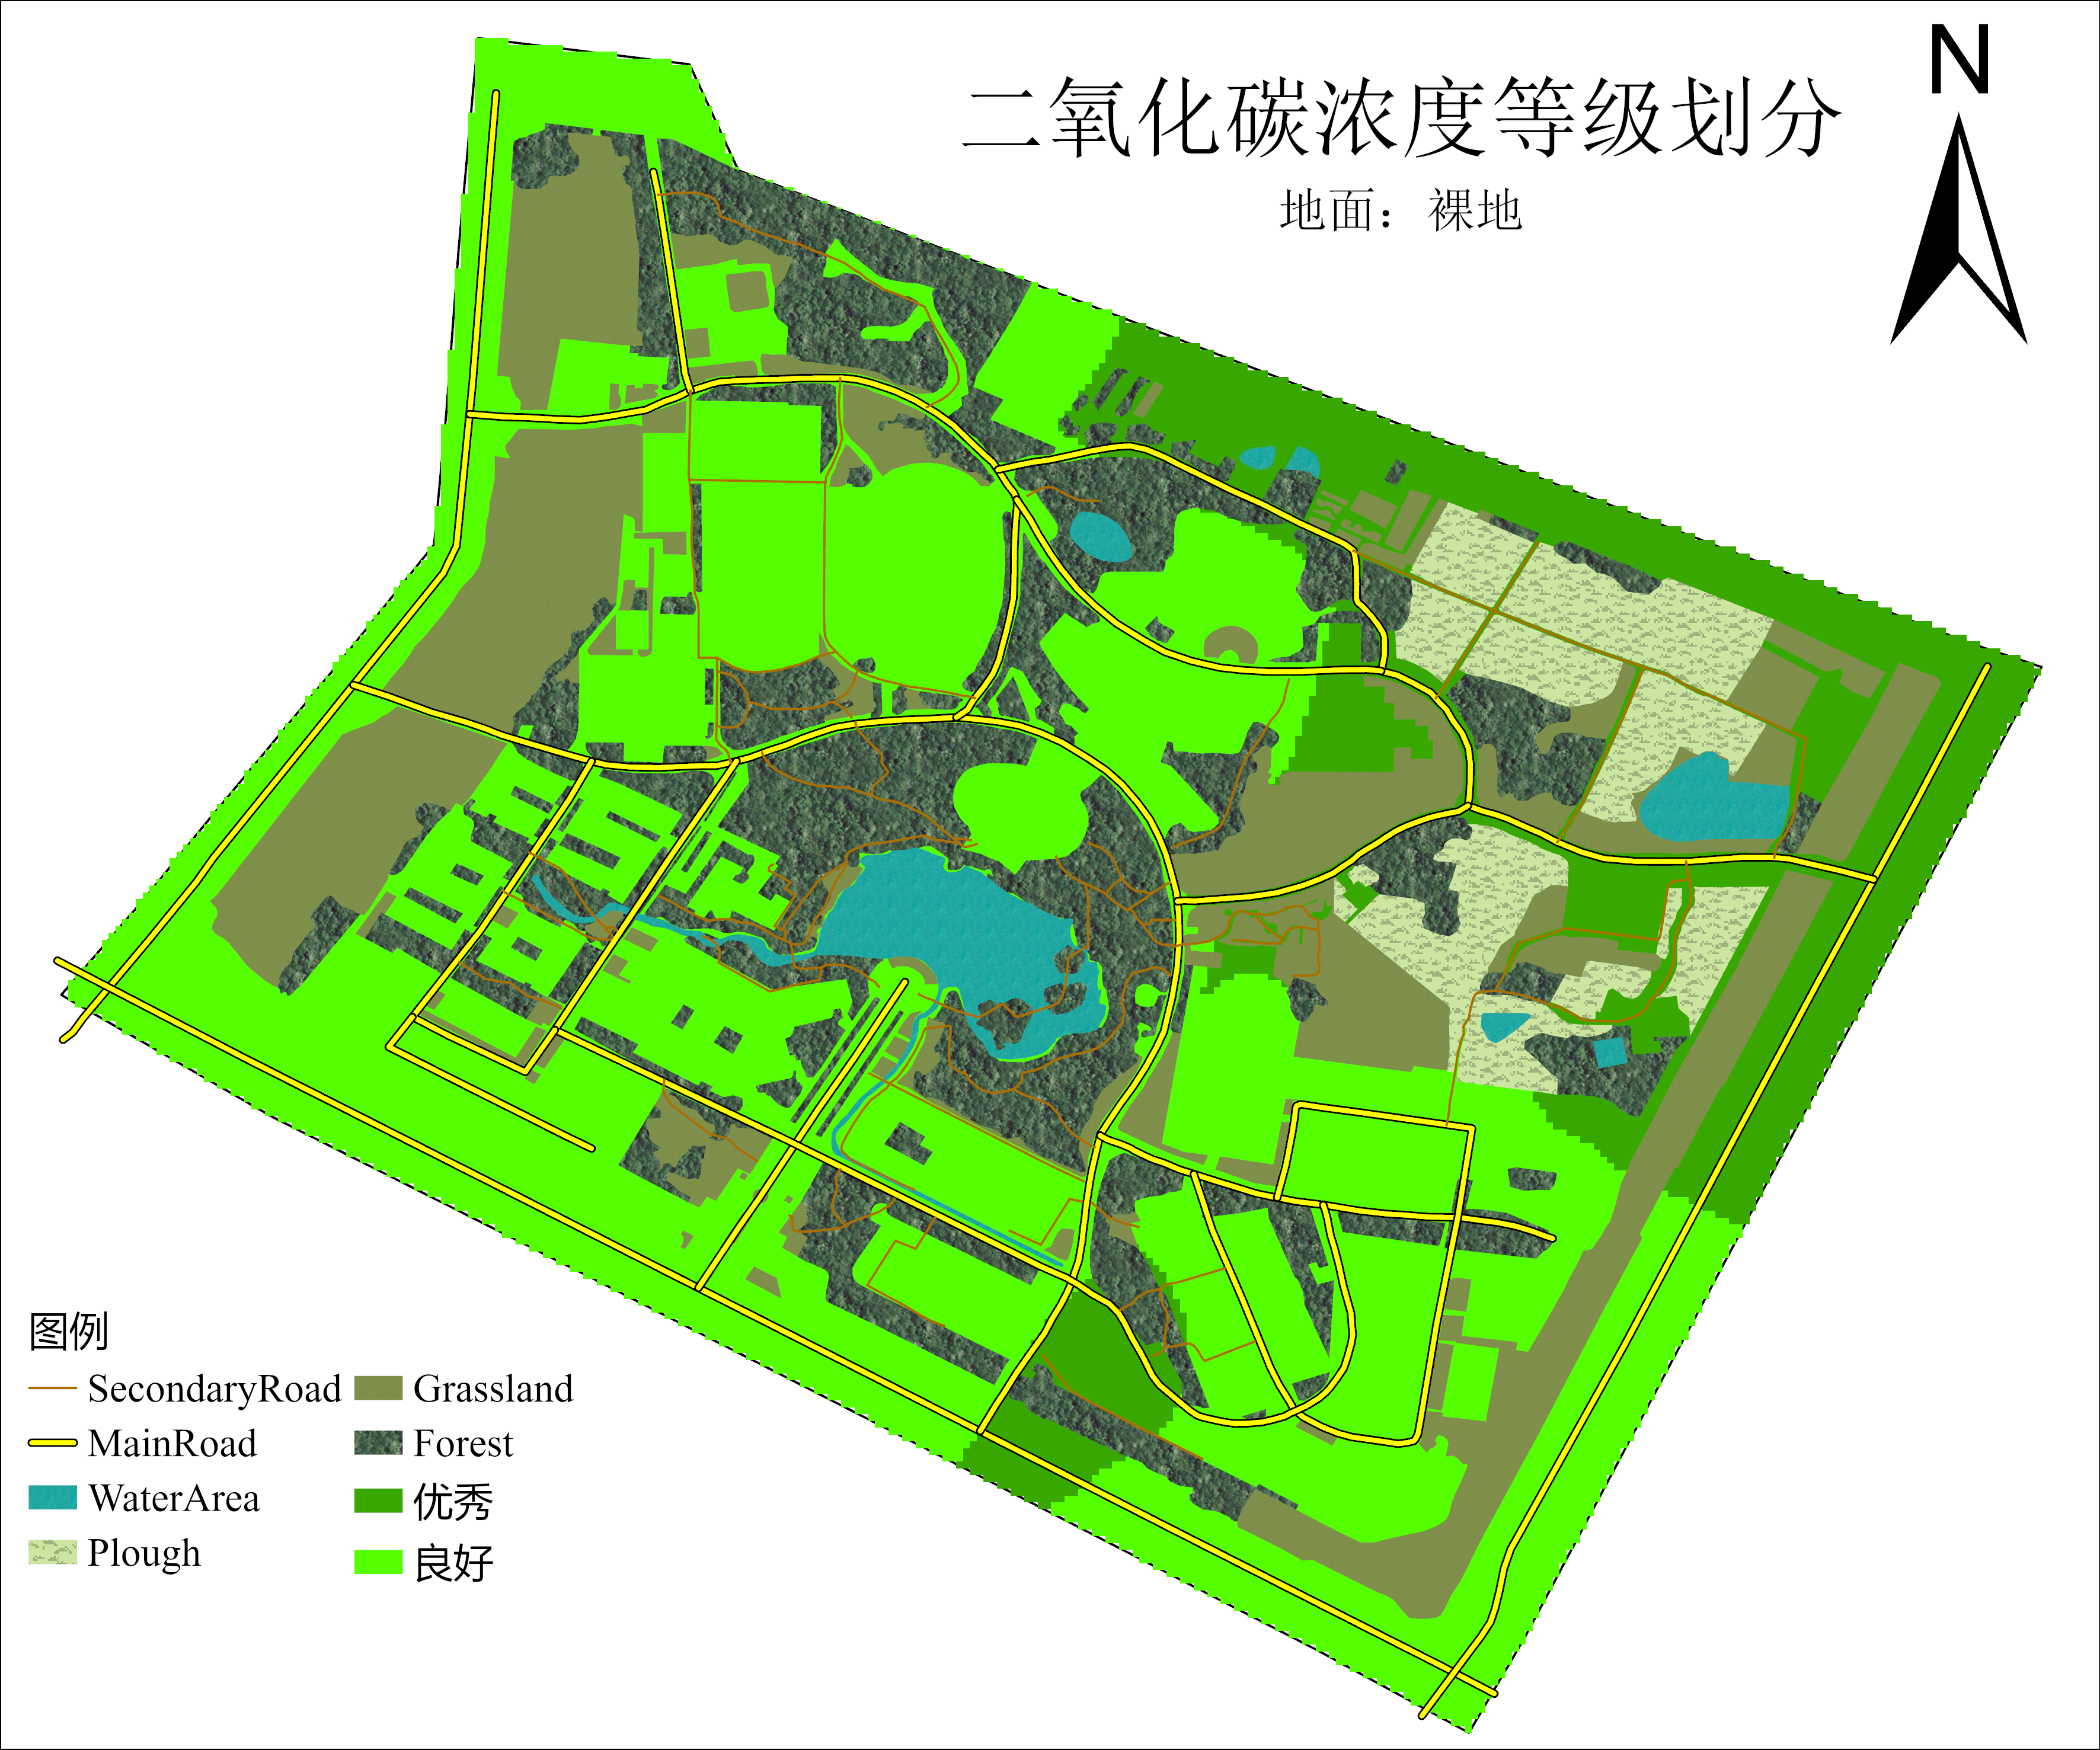 N
二氧化碳浓度等级划分
地面：裸地
图例
SecondaryRoad
Grassland
MainRoad
Forest
WaterArea
优秀
Plough
良好